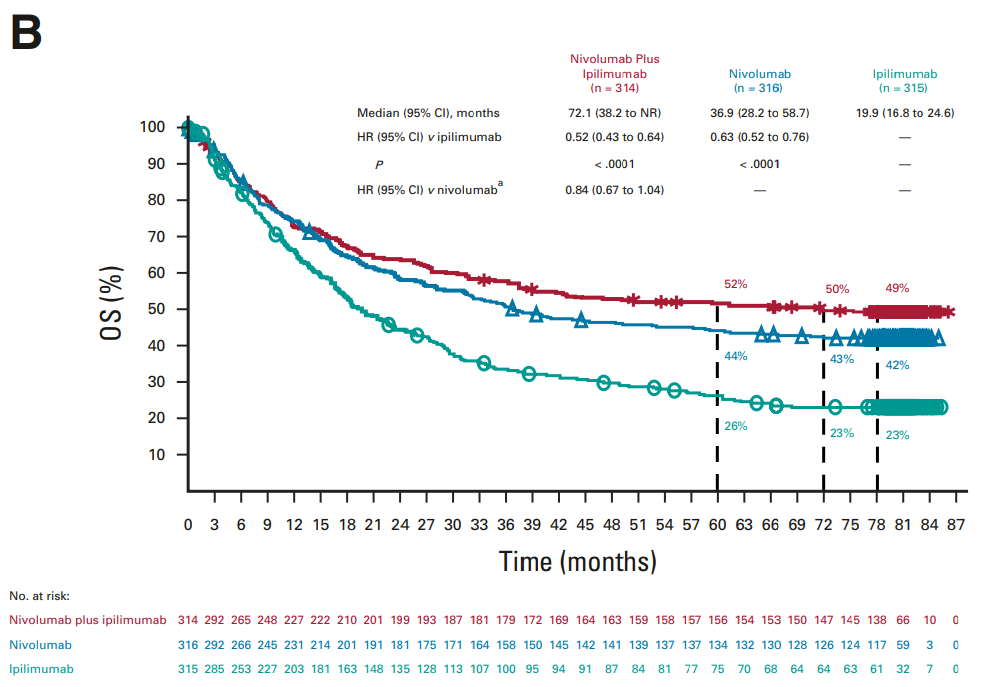 B
Nivolumab Plus
Ipilimumab
(n = 314)
Nivolumab
(n = 316)
Ipilimumab
(n = 315)
Median (95% CI), months 72.1 (38.2 to NR) 36.9 (28.2 to 58.7) 19.9 (16.8 to 24.6)
HR (95% CI) v ipilimumab 0.52 (0.43 to 0.64) 0.63 (0.52 to 0.76) —
P < .0001 < .0001 —
HR (95% CI) v nivolumabᵃ 0.84 (0.67 to 1.04) — —
OS (%)
100
90
80
70
60
50
40
30
20
10
52%
50%
49%
44%
43%
42%
26%
23%
23%
0 3 6 9 12 15 18 21 24 27 30 33 36 39 42 45 48 51 54 57 60 63 66 69 72 75 78 81 84 87
Time (months)
No. at risk:
Nivolumab plus ipilimumab 314 292 265 248 227 222 210 201 199 193 187 181 179 172 169 164 163 159 158 157 156 154 153 150 147 145 138 66 10 0
Nivolumab 316 292 266 245 231 214 201 191 181 175 171 164 158 150 145 142 141 139 137 137 134 132 130 128 126 124 117 59 3 0
Ipilimumab 315 285 253 227 203 181 163 148 135 128 113 107 100 95 94 91 87 84 81 77 75 70 68 64 64 63 61 32 7 0